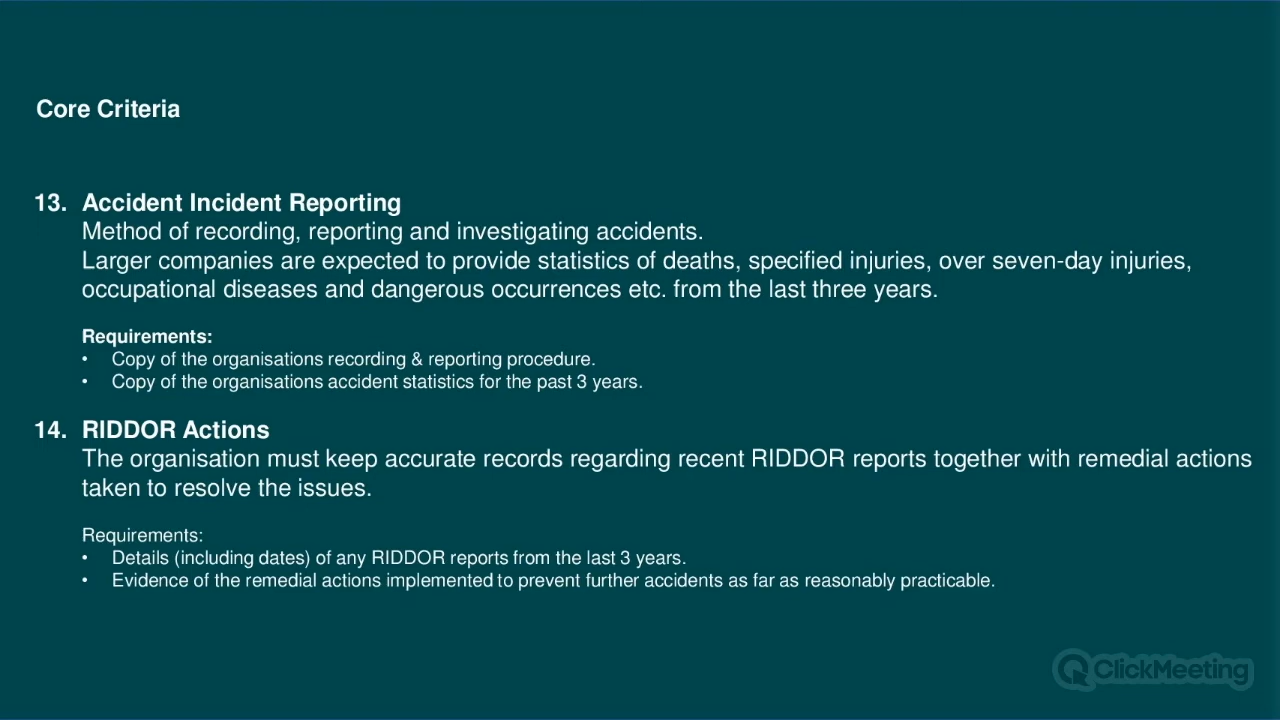 Core Criteria
13. Accident Incident Reporting
Method of recording, reporting and investigating accidents.
Larger companies are expected to provide statistics of deaths, specified injuries, over seven-day injuries,
occupational diseases and dangerous occurrences etc. from the last three years.
Requirements:
• Copy of the organisations recording & reporting procedure.
• Copy of the organisations accident statistics for the past 3 years.
14. RIDDOR Actions
The organisation must keep accurate records regarding recent RIDDOR reports together with remedial actions
taken to resolve the issues.
Requirements:
• Details (including dates) of any RIDDOR reports from the last 3 years.
• Evidence of the remedial actions implemented to prevent further accidents as far as reasonably practicable.
ClickMeeting